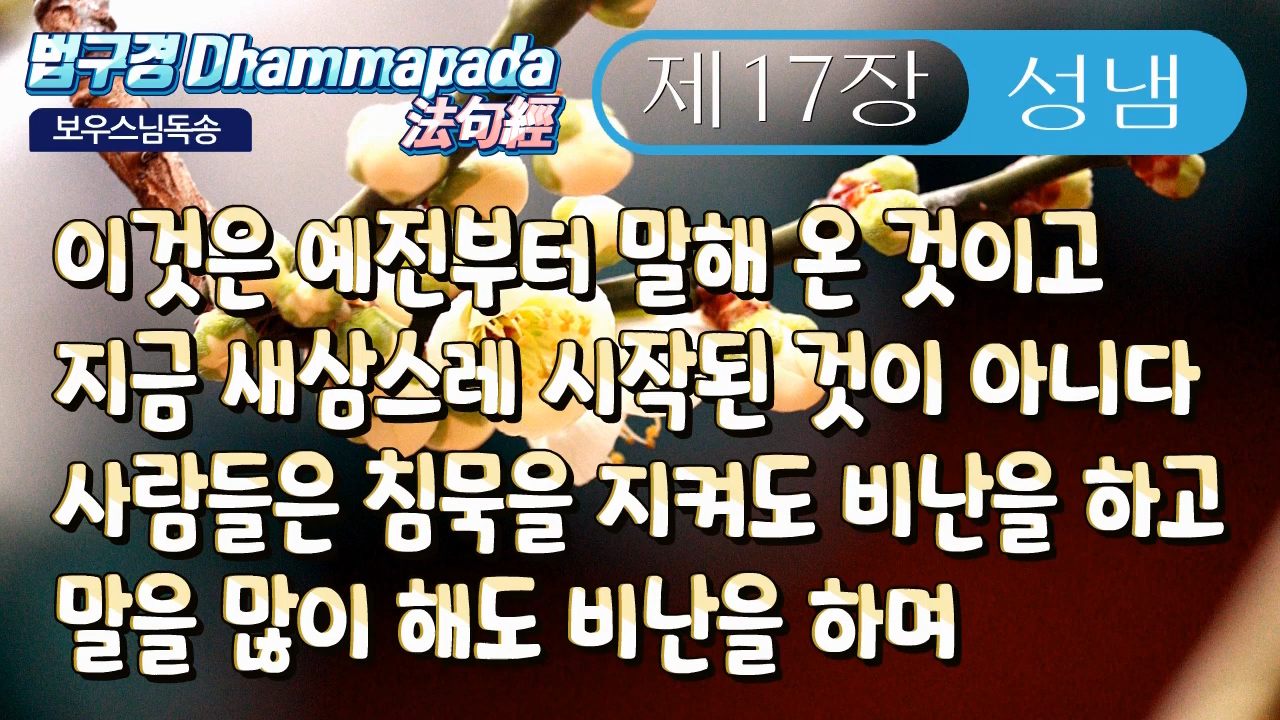 법구경 Dhammapada
法句經
보우스님독송
제17장 성냄
이것은 예전부터 말해 온 것이고
지금 새삼스레 시작된 것이 아니다
사람들은 침묵을 지켜도 비난을 하고
말을 많이 해도 비난을 하며